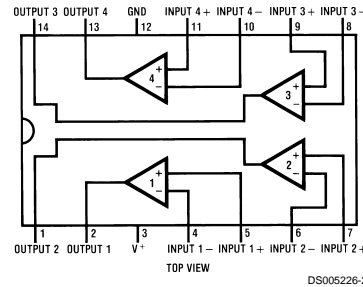 OUTPUT 3 OUTPUT 4 GND INPUT 4+ INPUT 4− INPUT 3+ INPUT 3−
14 13 12 11 10 9 8
+
4
−
+
3
−
+
2
−
+
1
−
1 2 3 4 5 6 7
OUTPUT 2 OUTPUT 1 V+ INPUT 1− INPUT 1+ INPUT 2− INPUT 2+
TOP VIEW
DS005226-2